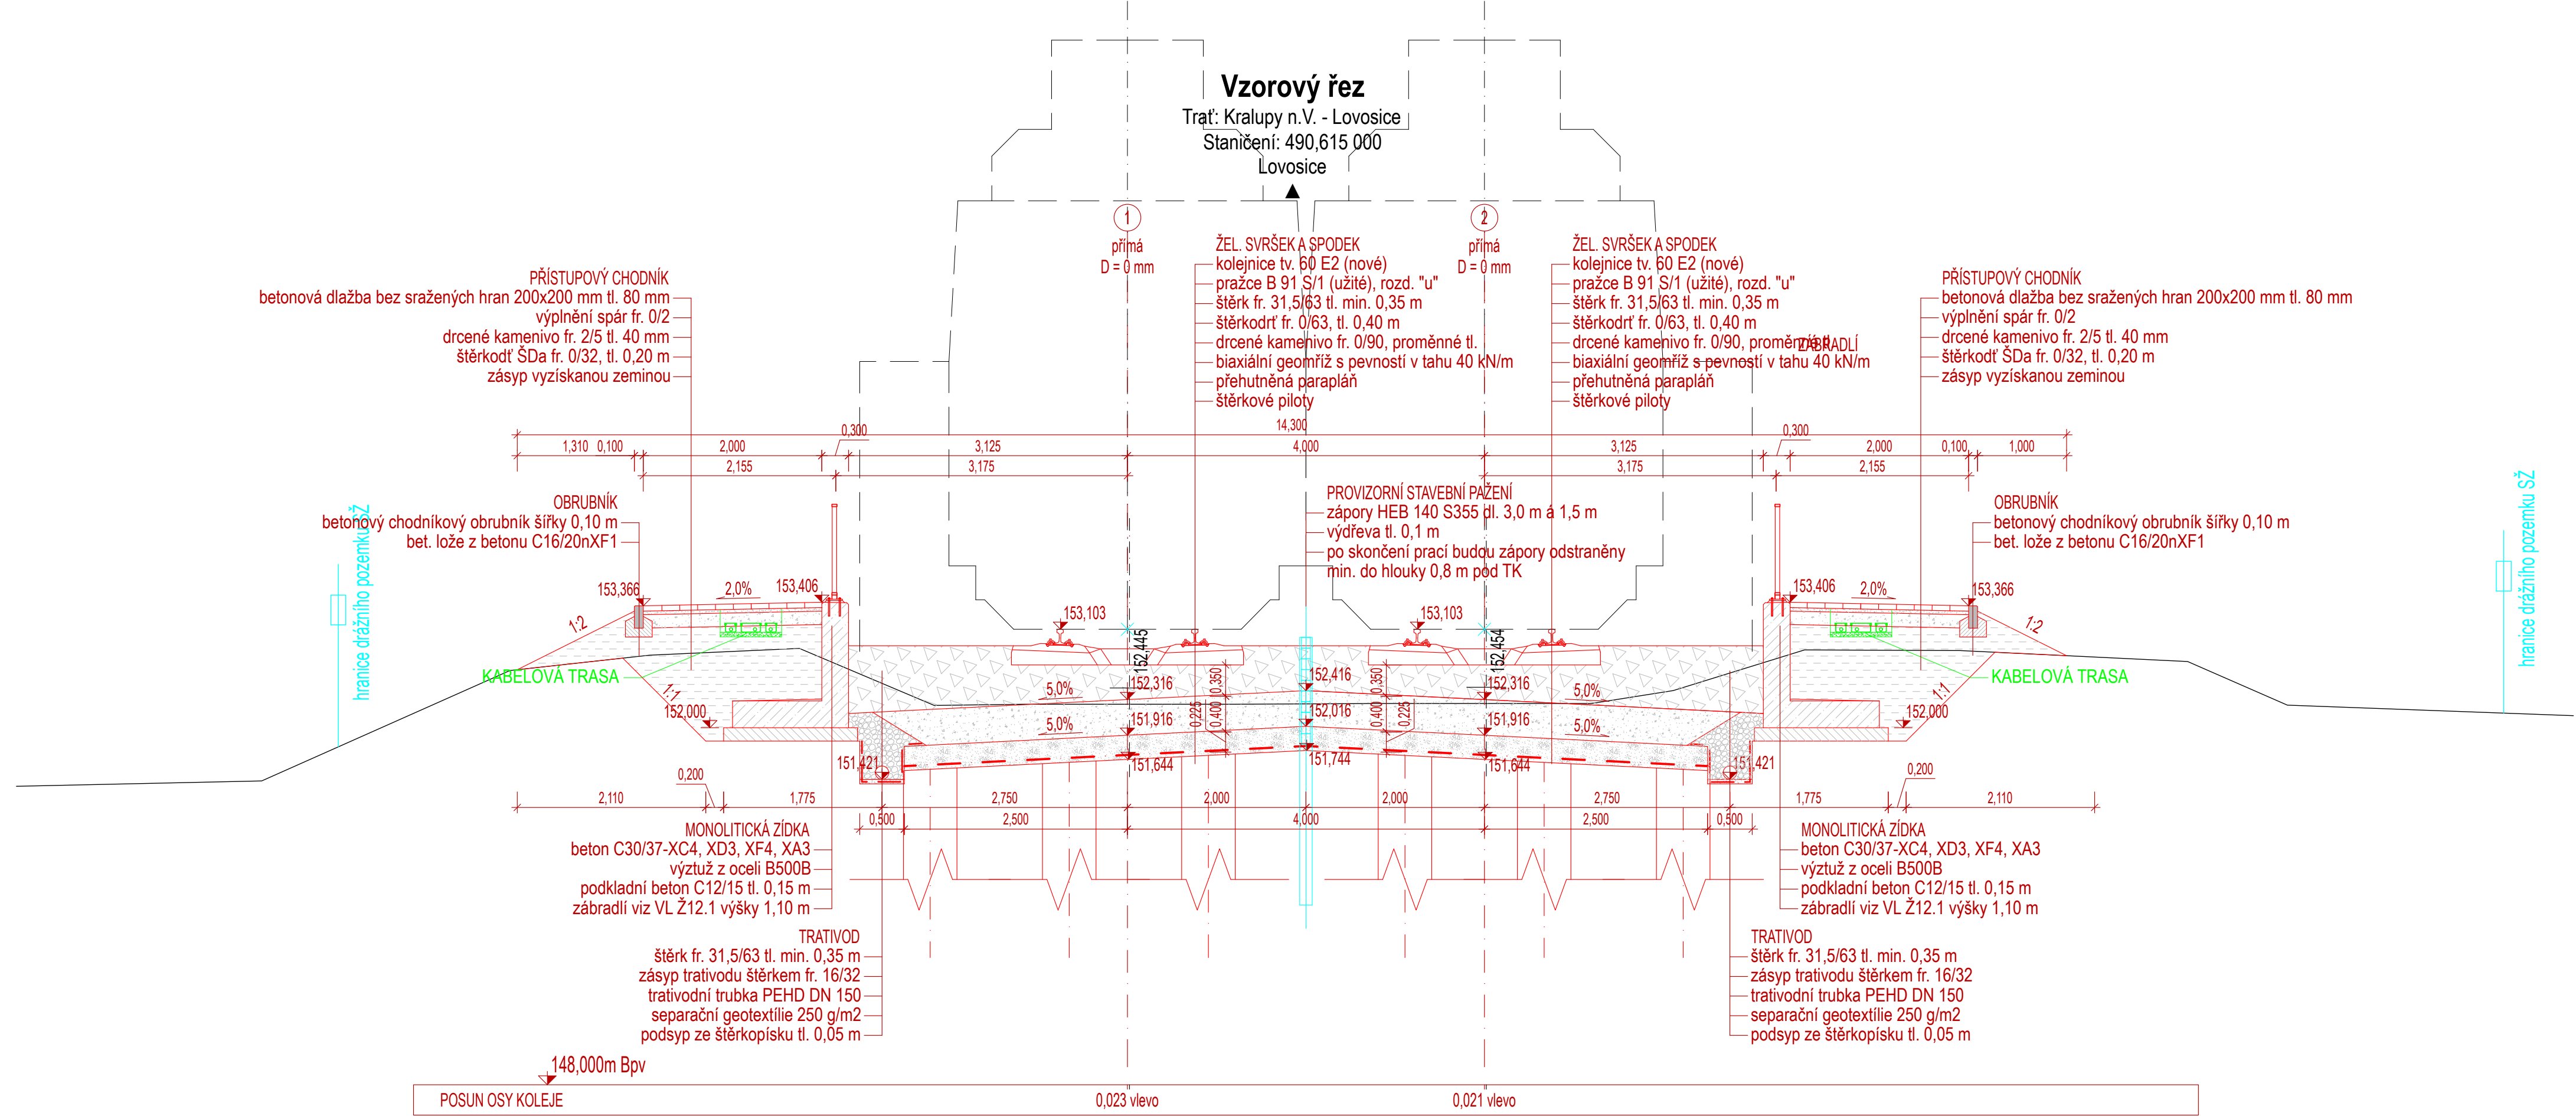 Vzorový řez
Trať: Kralupy n.V. - Lovosice
Staničení: 490,615 000
Lovosice
1
přímá
D = 0 mm
2
přímá
D = 0 mm
ŽEL. SVRŠEK A SPODEK
kolejnice tv. 60 E2 (nové)
pražce B 91 S/1 (užité), rozd. "u"
štěrk fr. 31,5/63 tl. min. 0,35 m
štěrkodrť fr. 0/63, tl. 0,40 m
drcené kamenivo fr. 0/90, proměnné tl.
biaxiální geomříž s pevností v tahu 40 kN/m
přehutněná parapláň
štěrkové piloty
ŽEL. SVRŠEK A SPODEK
kolejnice tv. 60 E2 (nové)
pražce B 91 S/1 (užité), rozd. "u"
štěrk fr. 31,5/63 tl. min. 0,35 m
štěrkodrť fr. 0/63, tl. 0,40 m
drcené kamenivo fr. 0/90, proměnné tl.
ZÁBRADLÍ
biaxiální geomříž s pevností v tahu 40 kN/m
přehutněná parapláň
štěrkové piloty
PŘÍSTUPOVÝ CHODNÍK
betonová dlažba bez sražených hran 200x200 mm tl. 80 mm
výplnění spár fr. 0/2
drcené kamenivo fr. 2/5 tl. 40 mm
štěrkodť ŠDa fr. 0/32, tl. 0,20 m
zásyp vyzískanou zeminou
PŘÍSTUPOVÝ CHODNÍK
betonová dlažba bez sražených hran 200x200 mm tl. 80 mm
výplnění spár fr. 0/2
drcené kamenivo fr. 2/5 tl. 40 mm
štěrkodť ŠDa fr. 0/32, tl. 0,20 m
zásyp vyzískanou zeminou
14,300
1,310 0,100 2,000 0,300 3,125 4,000 3,125 0,300 2,000 0,100 1,000
2,155 3,175 3,175 2,155
OBRUBNÍK
betonový chodníkový obrubník šířky 0,10 m
bet. lože z betonu C16/20nXF1
PROVIZORNÍ STAVEBNÍ PAŽENÍ
zápory HEB 140 S355 dl. 3,0 m á 1,5 m
výdřeva tl. 0,1 m
po skončení prací budou zápory odstraněny
min. do hlouky 0,8 m pod TK
OBRUBNÍK
betonový chodníkový obrubník šířky 0,10 m
bet. lože z betonu C16/20nXF1
hranice drážního pozemku SŽ
hranice drážního pozemku SŽ
153,366 2,0% 153,406
153,103 153,103
153,406 2,0% 153,366
1:2
1:2
152,445
152,454
KABELOVÁ TRASA
KABELOVÁ TRASA
1:1
1:1
152,000
152,000
5,0% 152,316 0,350 152,416 0,350 152,316 5,0%
5,0% 151,916 0,225 0,400 152,016 0,400 0,225 151,916 5,0%
151,421 151,644 151,744 151,644 151,421
0,200
0,200
2,110 1,775 2,750 2,000 2,000 2,750 1,775 2,110
0,500 2,500 4,000 2,500 0,500
MONOLITICKÁ ZÍDKA
beton C30/37-XC4, XD3, XF4, XA3
výztuž z oceli B500B
podkladní beton C12/15 tl. 0,15 m
zábradlí viz VL Ž12.1 výšky 1,10 m
MONOLITICKÁ ZÍDKA
beton C30/37-XC4, XD3, XF4, XA3
výztuž z oceli B500B
podkladní beton C12/15 tl. 0,15 m
zábradlí viz VL Ž12.1 výšky 1,10 m
TRATIVOD
štěrk fr. 31,5/63 tl. min. 0,35 m
zásyp trativodu štěrkem fr. 16/32
trativodní trubka PEHD DN 150
separační geotextílie 250 g/m2
podsyp ze štěrkopísku tl. 0,05 m
TRATIVOD
štěrk fr. 31,5/63 tl. min. 0,35 m
zásyp trativodu štěrkem fr. 16/32
trativodní trubka PEHD DN 150
separační geotextílie 250 g/m2
podsyp ze štěrkopísku tl. 0,05 m
148,000m Bpv
POSUN OSY KOLEJE 0,023 vlevo 0,021 vlevo